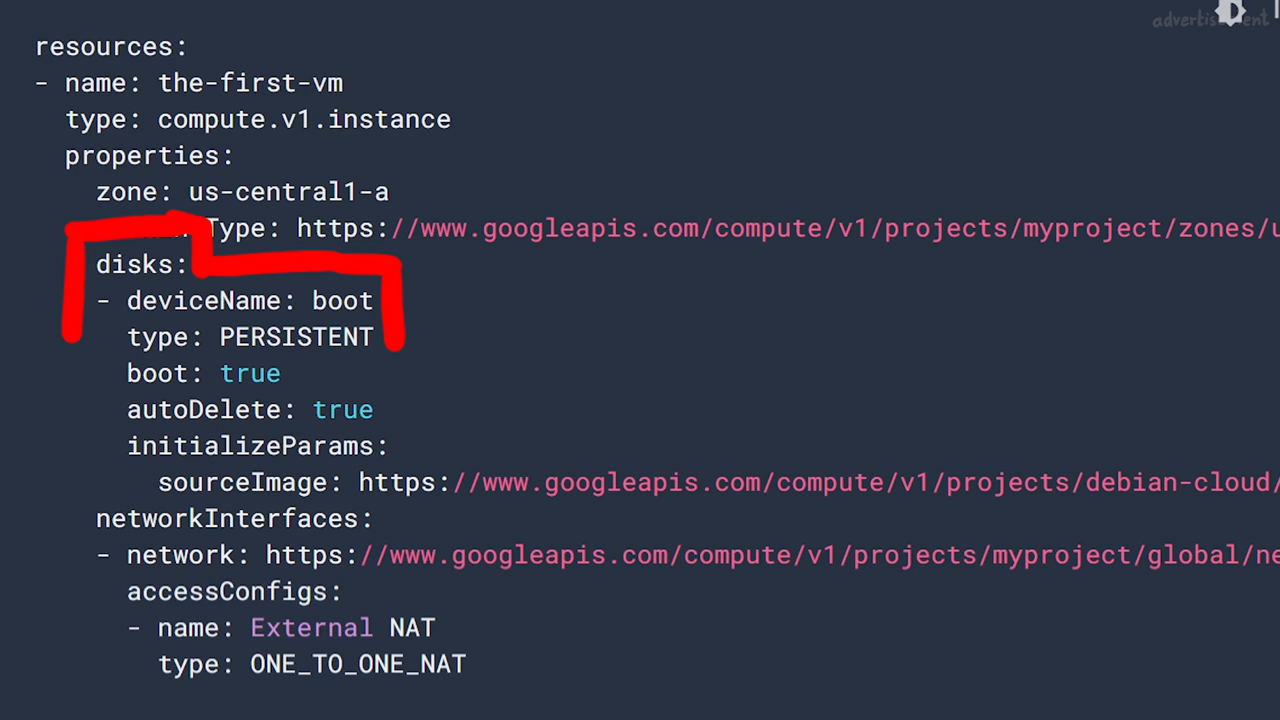 advertisement
resources:
- name: the-first-vm
type: compute.v1.instance
properties:
zone: us-central1-a
Type: https://www.googleapis.com/compute/v1/projects/myproject/zones/u
disks:
- deviceName: boot
type: PERSISTENT
boot: true
autoDelete: true
initializeParams:
sourceImage: https://www.googleapis.com/compute/v1/projects/debian-cloud/
networkInterfaces:
- network: https://www.googleapis.com/compute/v1/projects/myproject/global/ne
accessConfigs:
- name: External NAT
type: ONE_TO_ONE_NAT